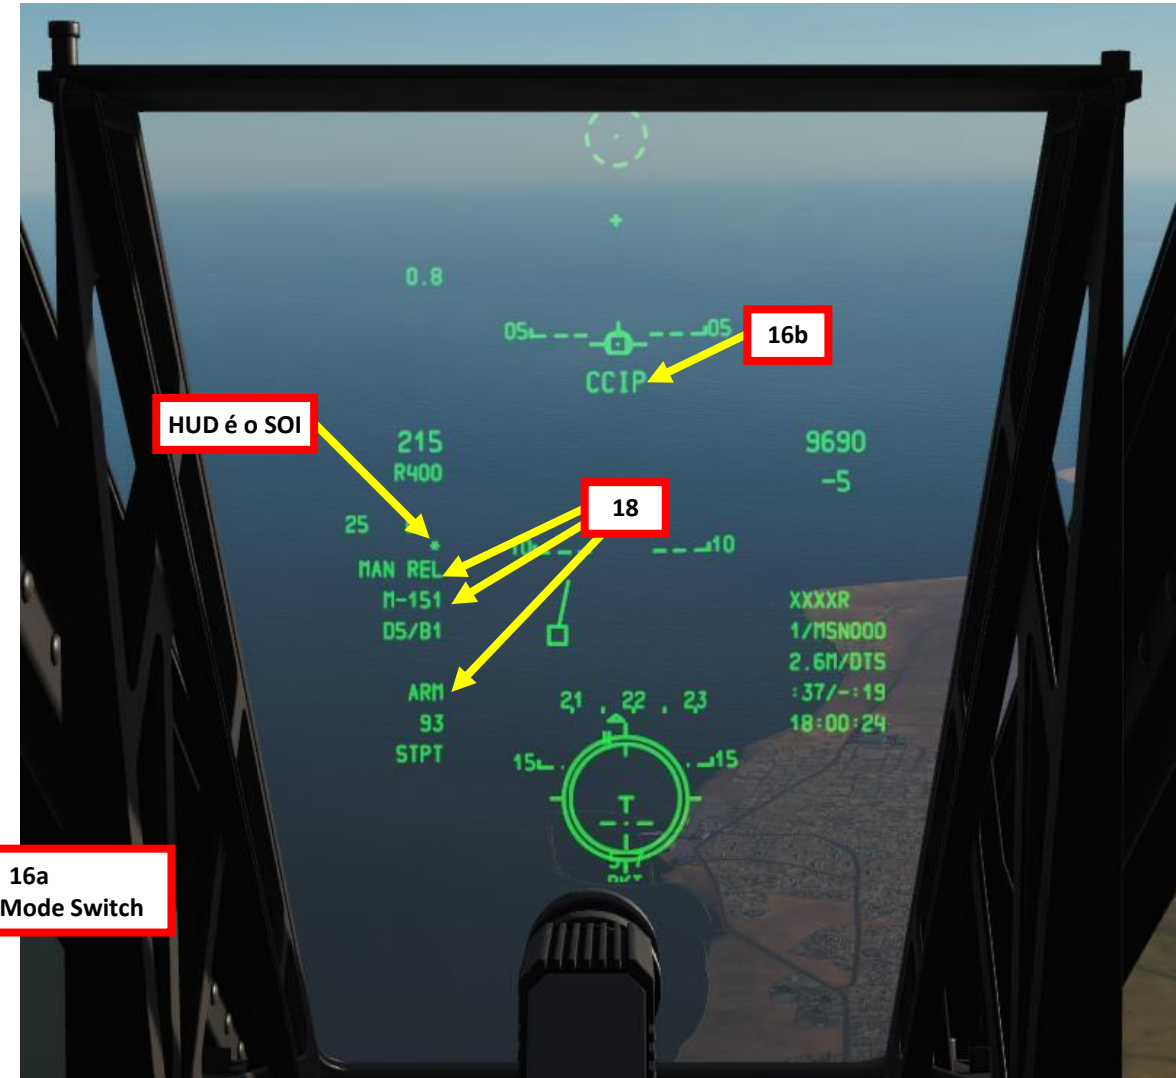 0.8
05 05
16b
CCIP
HUD é o SOI
215
9690
R400
-5
18
25
*
10 10
MAN REL
M-151
XXXXR
D5/B1
1/MSN000
2.6M/DTS
ARM
21 . 22 . 23
:37/-:19
93
18:00:24
STPT
15 15
16a
Mode Switch